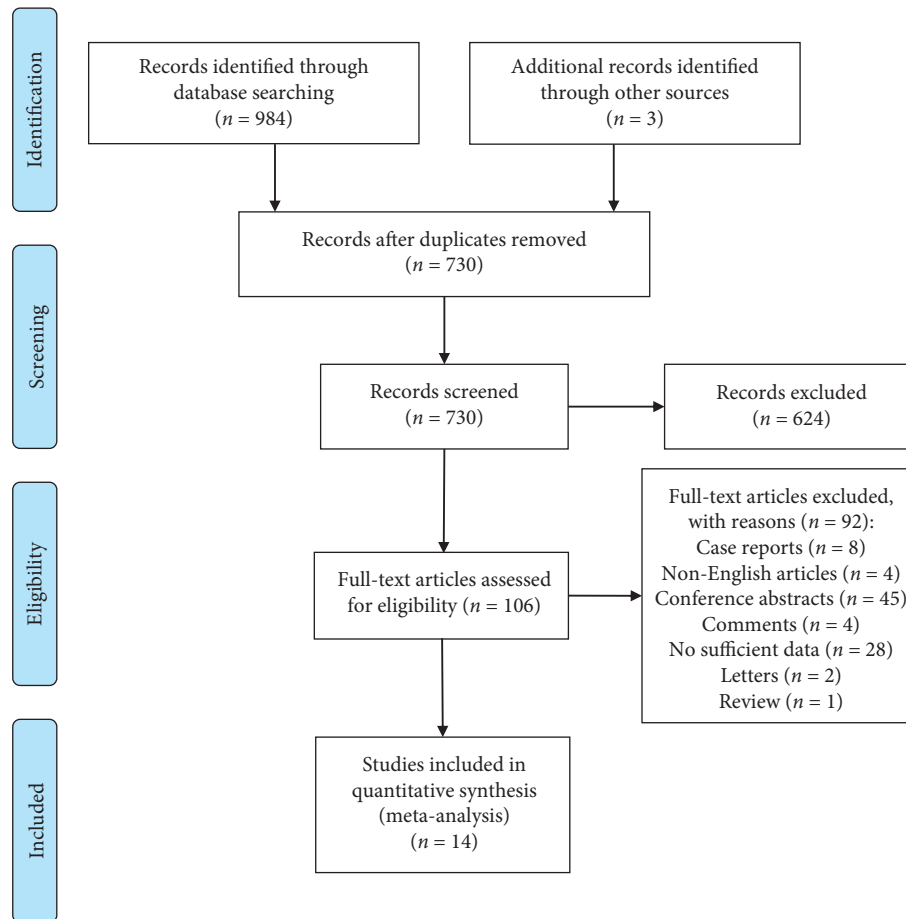 Identification
Records identified through
database searching
(n = 984)
Additional records identified
through other sources
(n = 3)
Records after duplicates removed
(n = 730)
Screening
Records screened
(n = 730)
Records excluded
(n = 624)
Eligibility
Full-text articles assessed
for eligibility (n = 106)
Full-text articles excluded,
with reasons (n = 92):
Case reports (n = 8)
Non-English articles (n = 4)
Conference abstracts (n = 45)
Comments (n = 4)
No sufficient data (n = 28)
Letters (n = 2)
Review (n = 1)
Included
Studies included in
quantitative synthesis
(meta-analysis)
(n = 14)